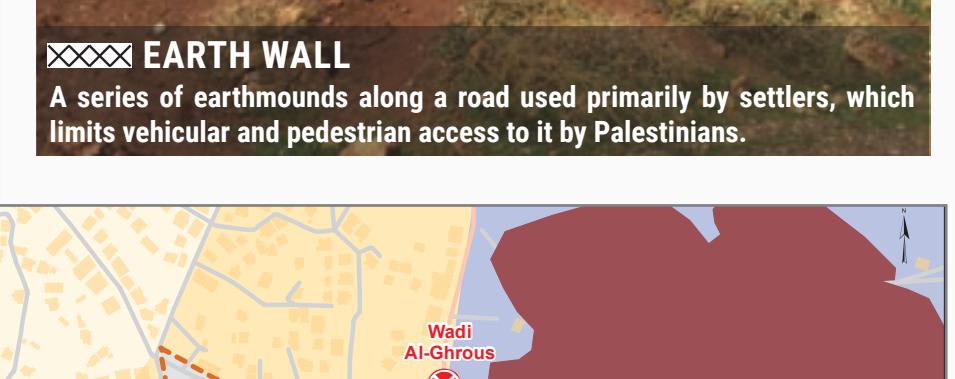 EARTH WALL
A series of earthmounds along a road used primarily by settlers, which
limits vehicular and pedestrian access to it by Palestinians.
N
Wadi
Al-Ghrous